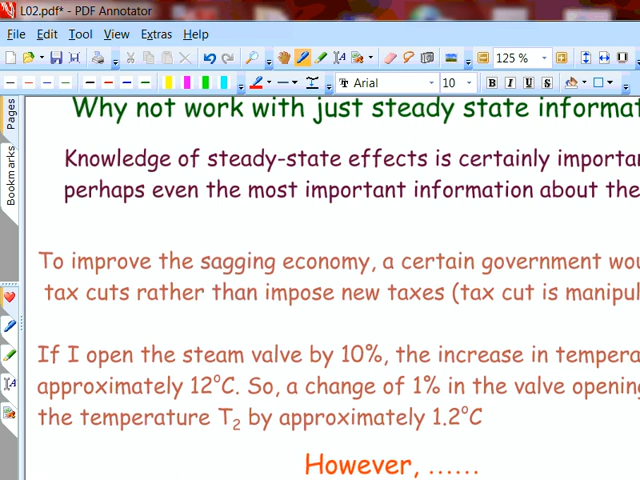 L02.pdf* - PDF Annotator
File Edit Tool View Extras Help
125 %
Arial 10 B I U S
Pages
Bookmarks
Why not work with just steady state informat
Knowledge of steady-state effects is certainly importa
perhaps even the most important information about the
To improve the sagging economy, a certain government wou
tax cuts rather than impose new taxes (tax cut is manipul
If I open the steam valve by 10%, the increase in tempera
approximately 12°C. So, a change of 1% in the valve opening
the temperature T₂ by approximately 1.2°C
However, ......